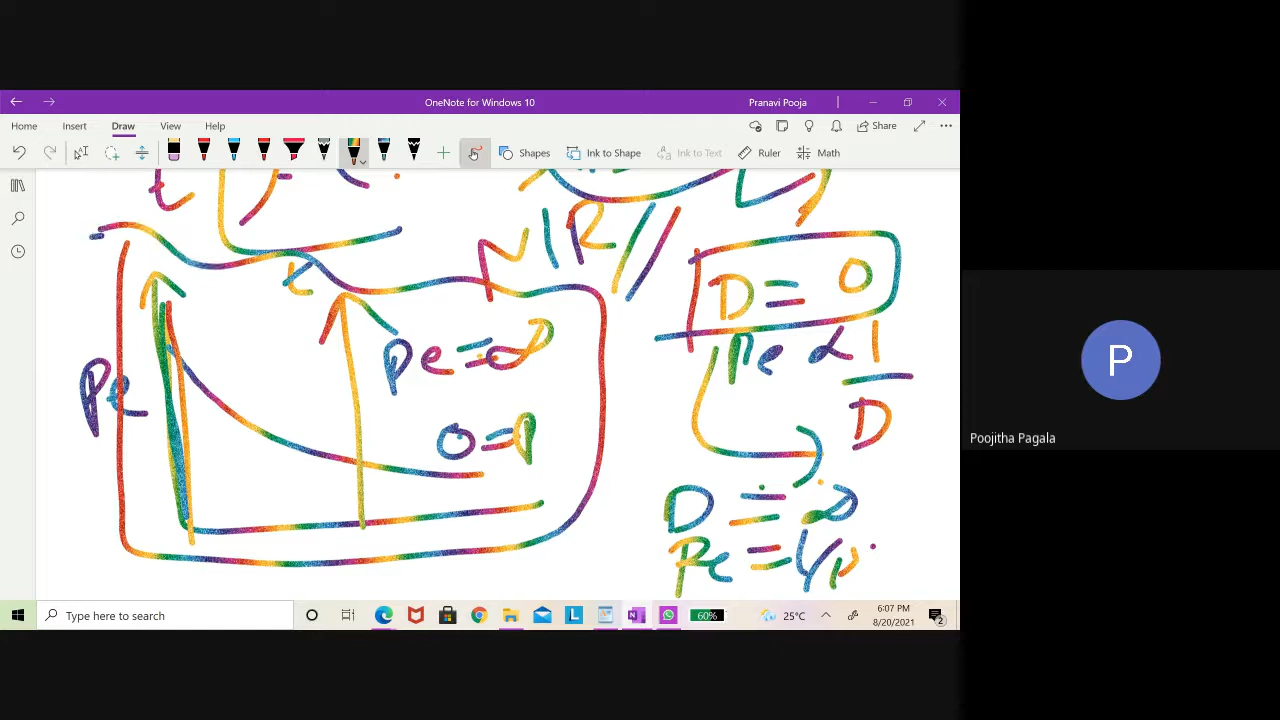 OneNote for Windows 10
Pranavi Pooja
Home Insert Draw View Help
Share
Shapes Ink to Shape Ink to Text Ruler Math
t
N|R//
D = 0
Pe
Pe = ∞
Pe ∝ 1/D
D = ∞
Poojitha Pagala
P
Type here to search
60%
25°C
6:07 PM
8/20/2021
2